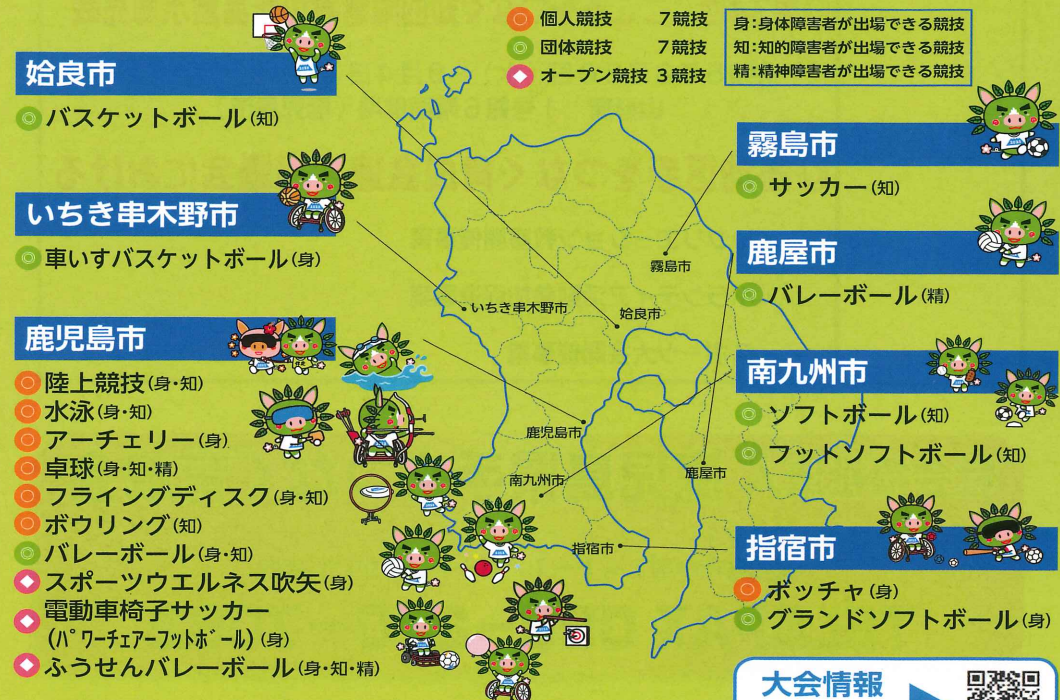 個人競技 7競技
団体競技 7競技
オープン競技 3競技
身:身体障害者が出場できる競技
知:知的障害者が出場できる競技
精:精神障害者が出場できる競技
姶良市
バスケットボール(知)
いちき串木野市
車いすバスケットボール(身)
鹿児島市
陸上競技(身・知)
水泳(身・知)
アーチェリー(身)
卓球(身・知・精)
フライングディスク(身・知)
ボウリング(知)
バレーボール(身・知)
スポーツウエルネス吹矢(身)
電動車椅子サッカー
(パワーチェアーフットボール)(身)
ふうせんバレーボール(身・知・精)
霧島市
いちき串木野市
姶良市
鹿児島市
南九州市
鹿屋市
指宿市
霧島市
サッカー(知)
鹿屋市
バレーボール(精)
南九州市
ソフトボール(知)
フットソフトボール(知)
指宿市
ボッチャ(身)
グランドソフトボール(身)
大会情報